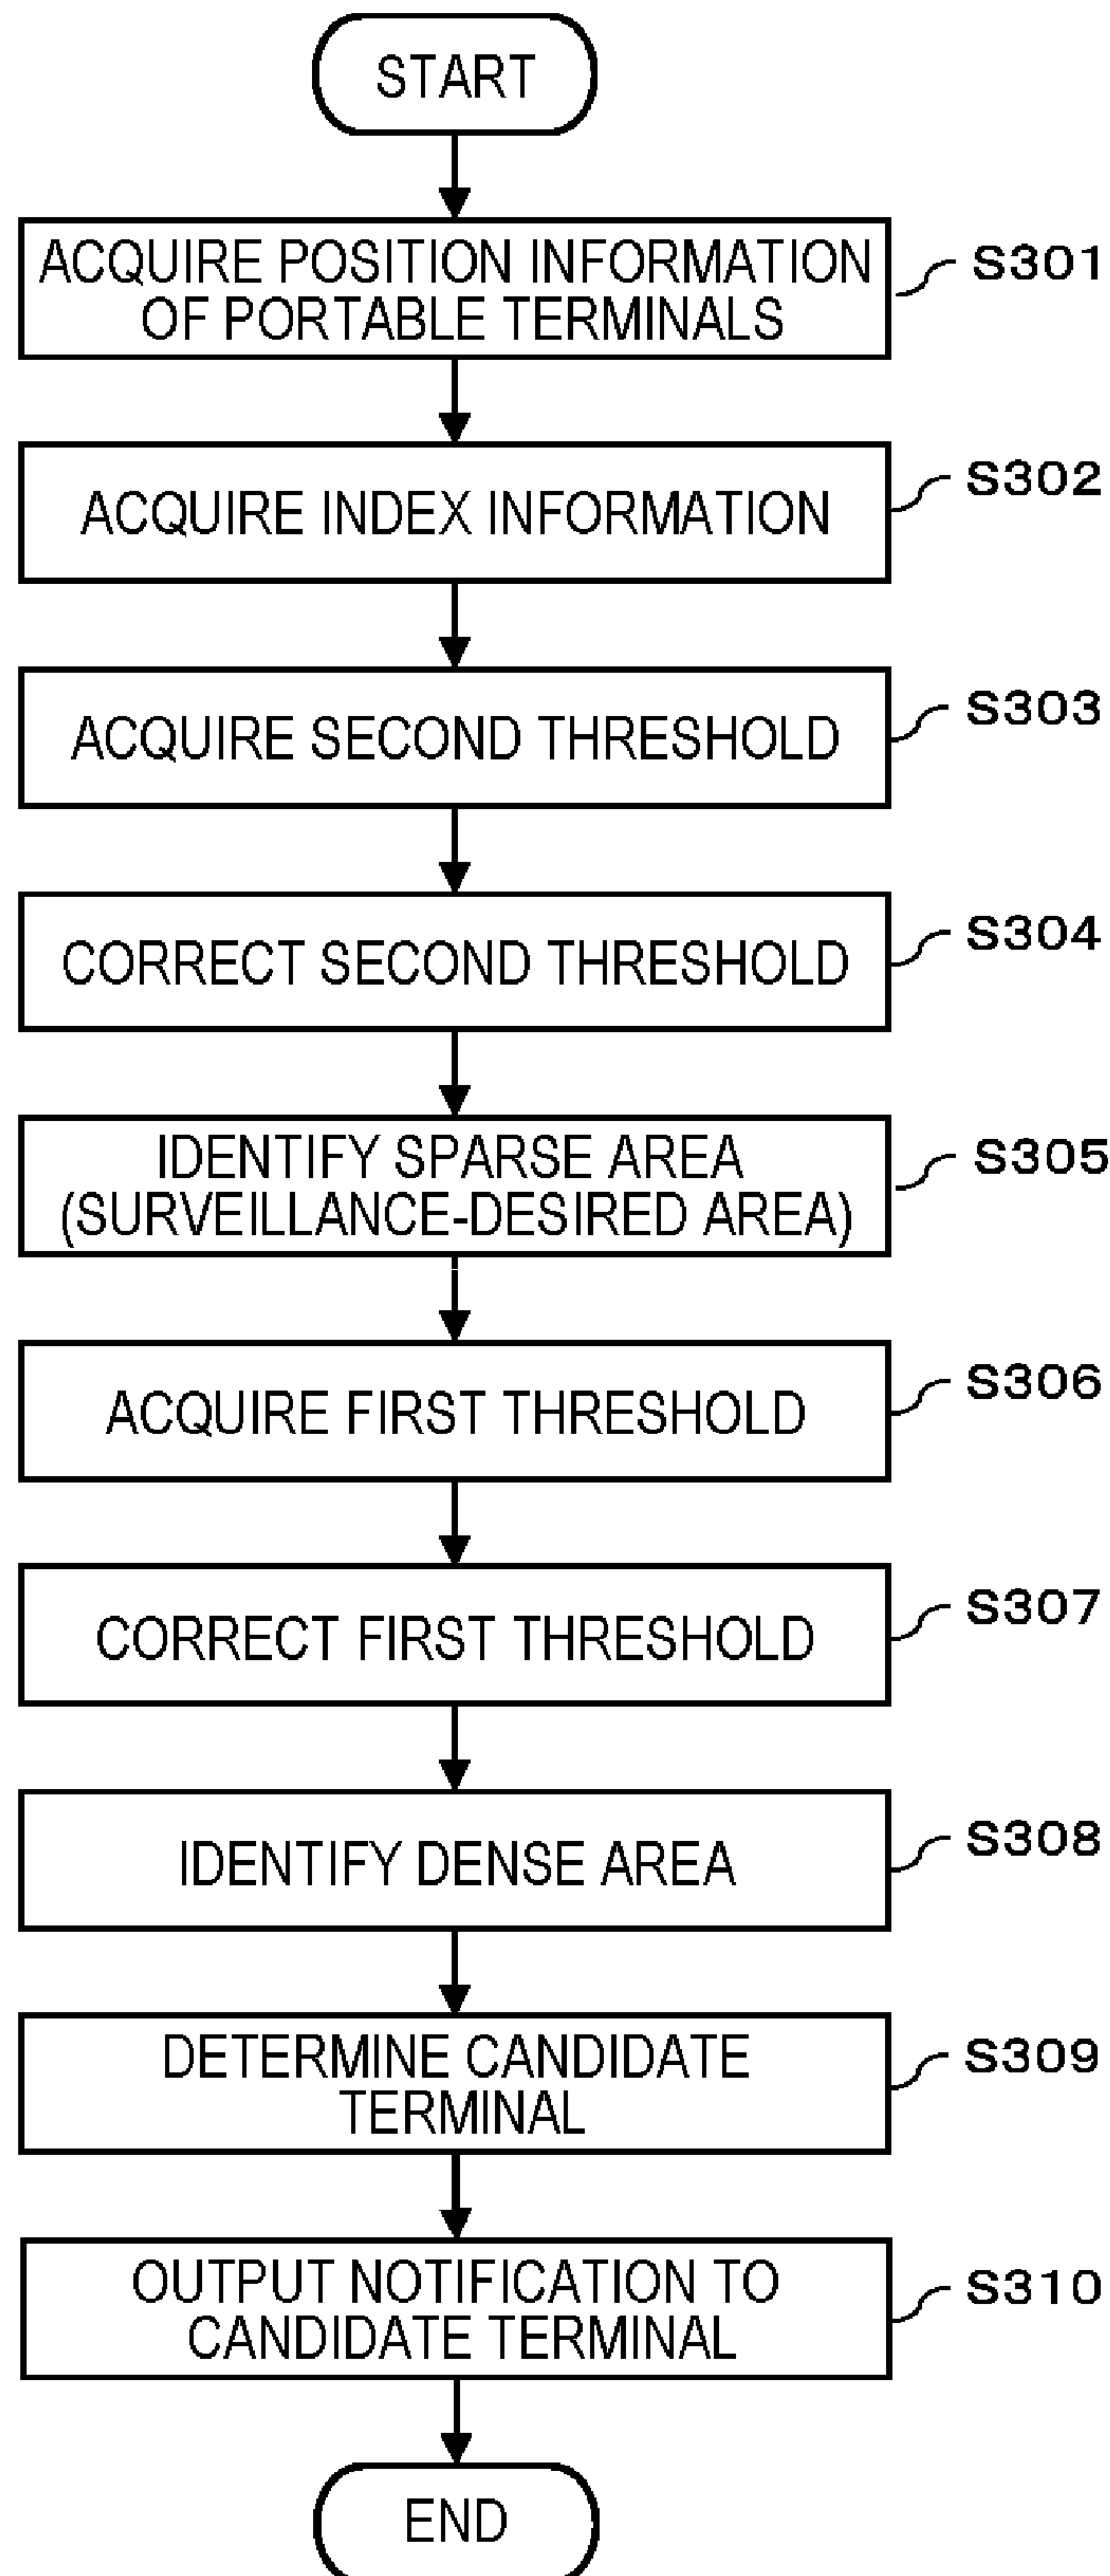 START
ACQUIRE POSITION INFORMATION
OF PORTABLE TERMINALS
S301
ACQUIRE INDEX INFORMATION
S302
ACQUIRE SECOND THRESHOLD
S303
CORRECT SECOND THRESHOLD
S304
IDENTIFY SPARSE AREA
(SURVEILLANCE-DESIRED AREA)
S305
ACQUIRE FIRST THRESHOLD
S306
CORRECT FIRST THRESHOLD
S307
IDENTIFY DENSE AREA
S308
DETERMINE CANDIDATE
TERMINAL
S309
OUTPUT NOTIFICATION TO
CANDIDATE TERMINAL
S310
END